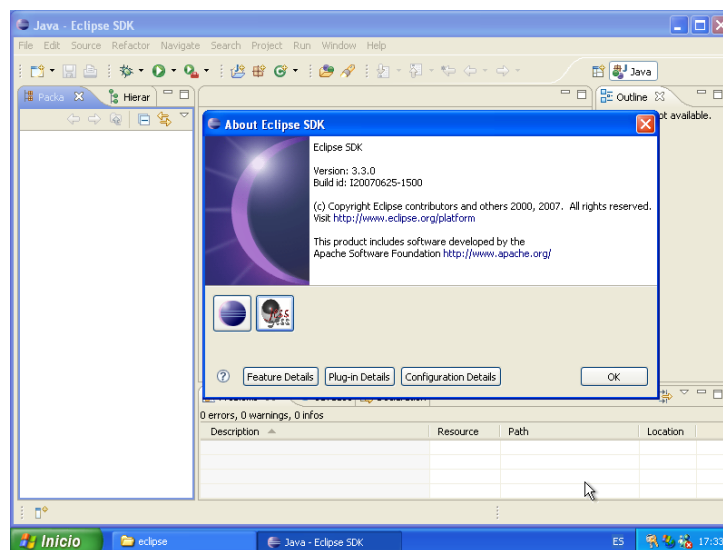 Java - Eclipse SDK
File Edit Source Refactor Navigate Search Project Run Window Help
Java
Packa
Hierar
Outline
ot available.
About Eclipse SDK
Eclipse SDK
Version: 3.3.0
Build id: I20070625-1500
(c) Copyright Eclipse contributors and others 2000, 2007. All rights reserved.
Visit http://www.eclipse.org/platform
This product includes software developed by the
Apache Software Foundation http://www.apache.org/
Feature Details
Plug-in Details
Configuration Details
OK
0 errors, 0 warnings, 0 infos
Description Resource Path Location
Inicio
eclipse
Java - Eclipse SDK
ES
17:33